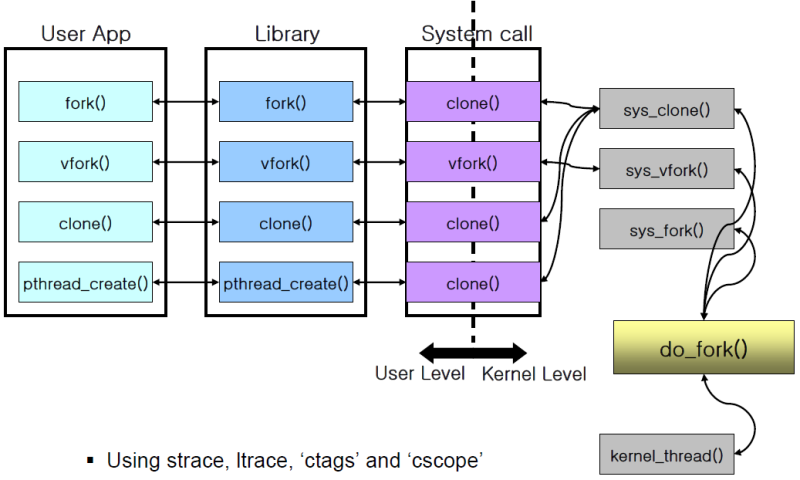 User App Library System call
fork() fork() clone() sys_clone()
vfork() vfork() vfork() sys_vfork()
clone() clone() clone() sys_fork()
pthread_create() pthread_create() clone()
do_fork()
User Level Kernel Level
▪ Using strace, ltrace, ‘ctags’ and ‘cscope’
kernel_thread()